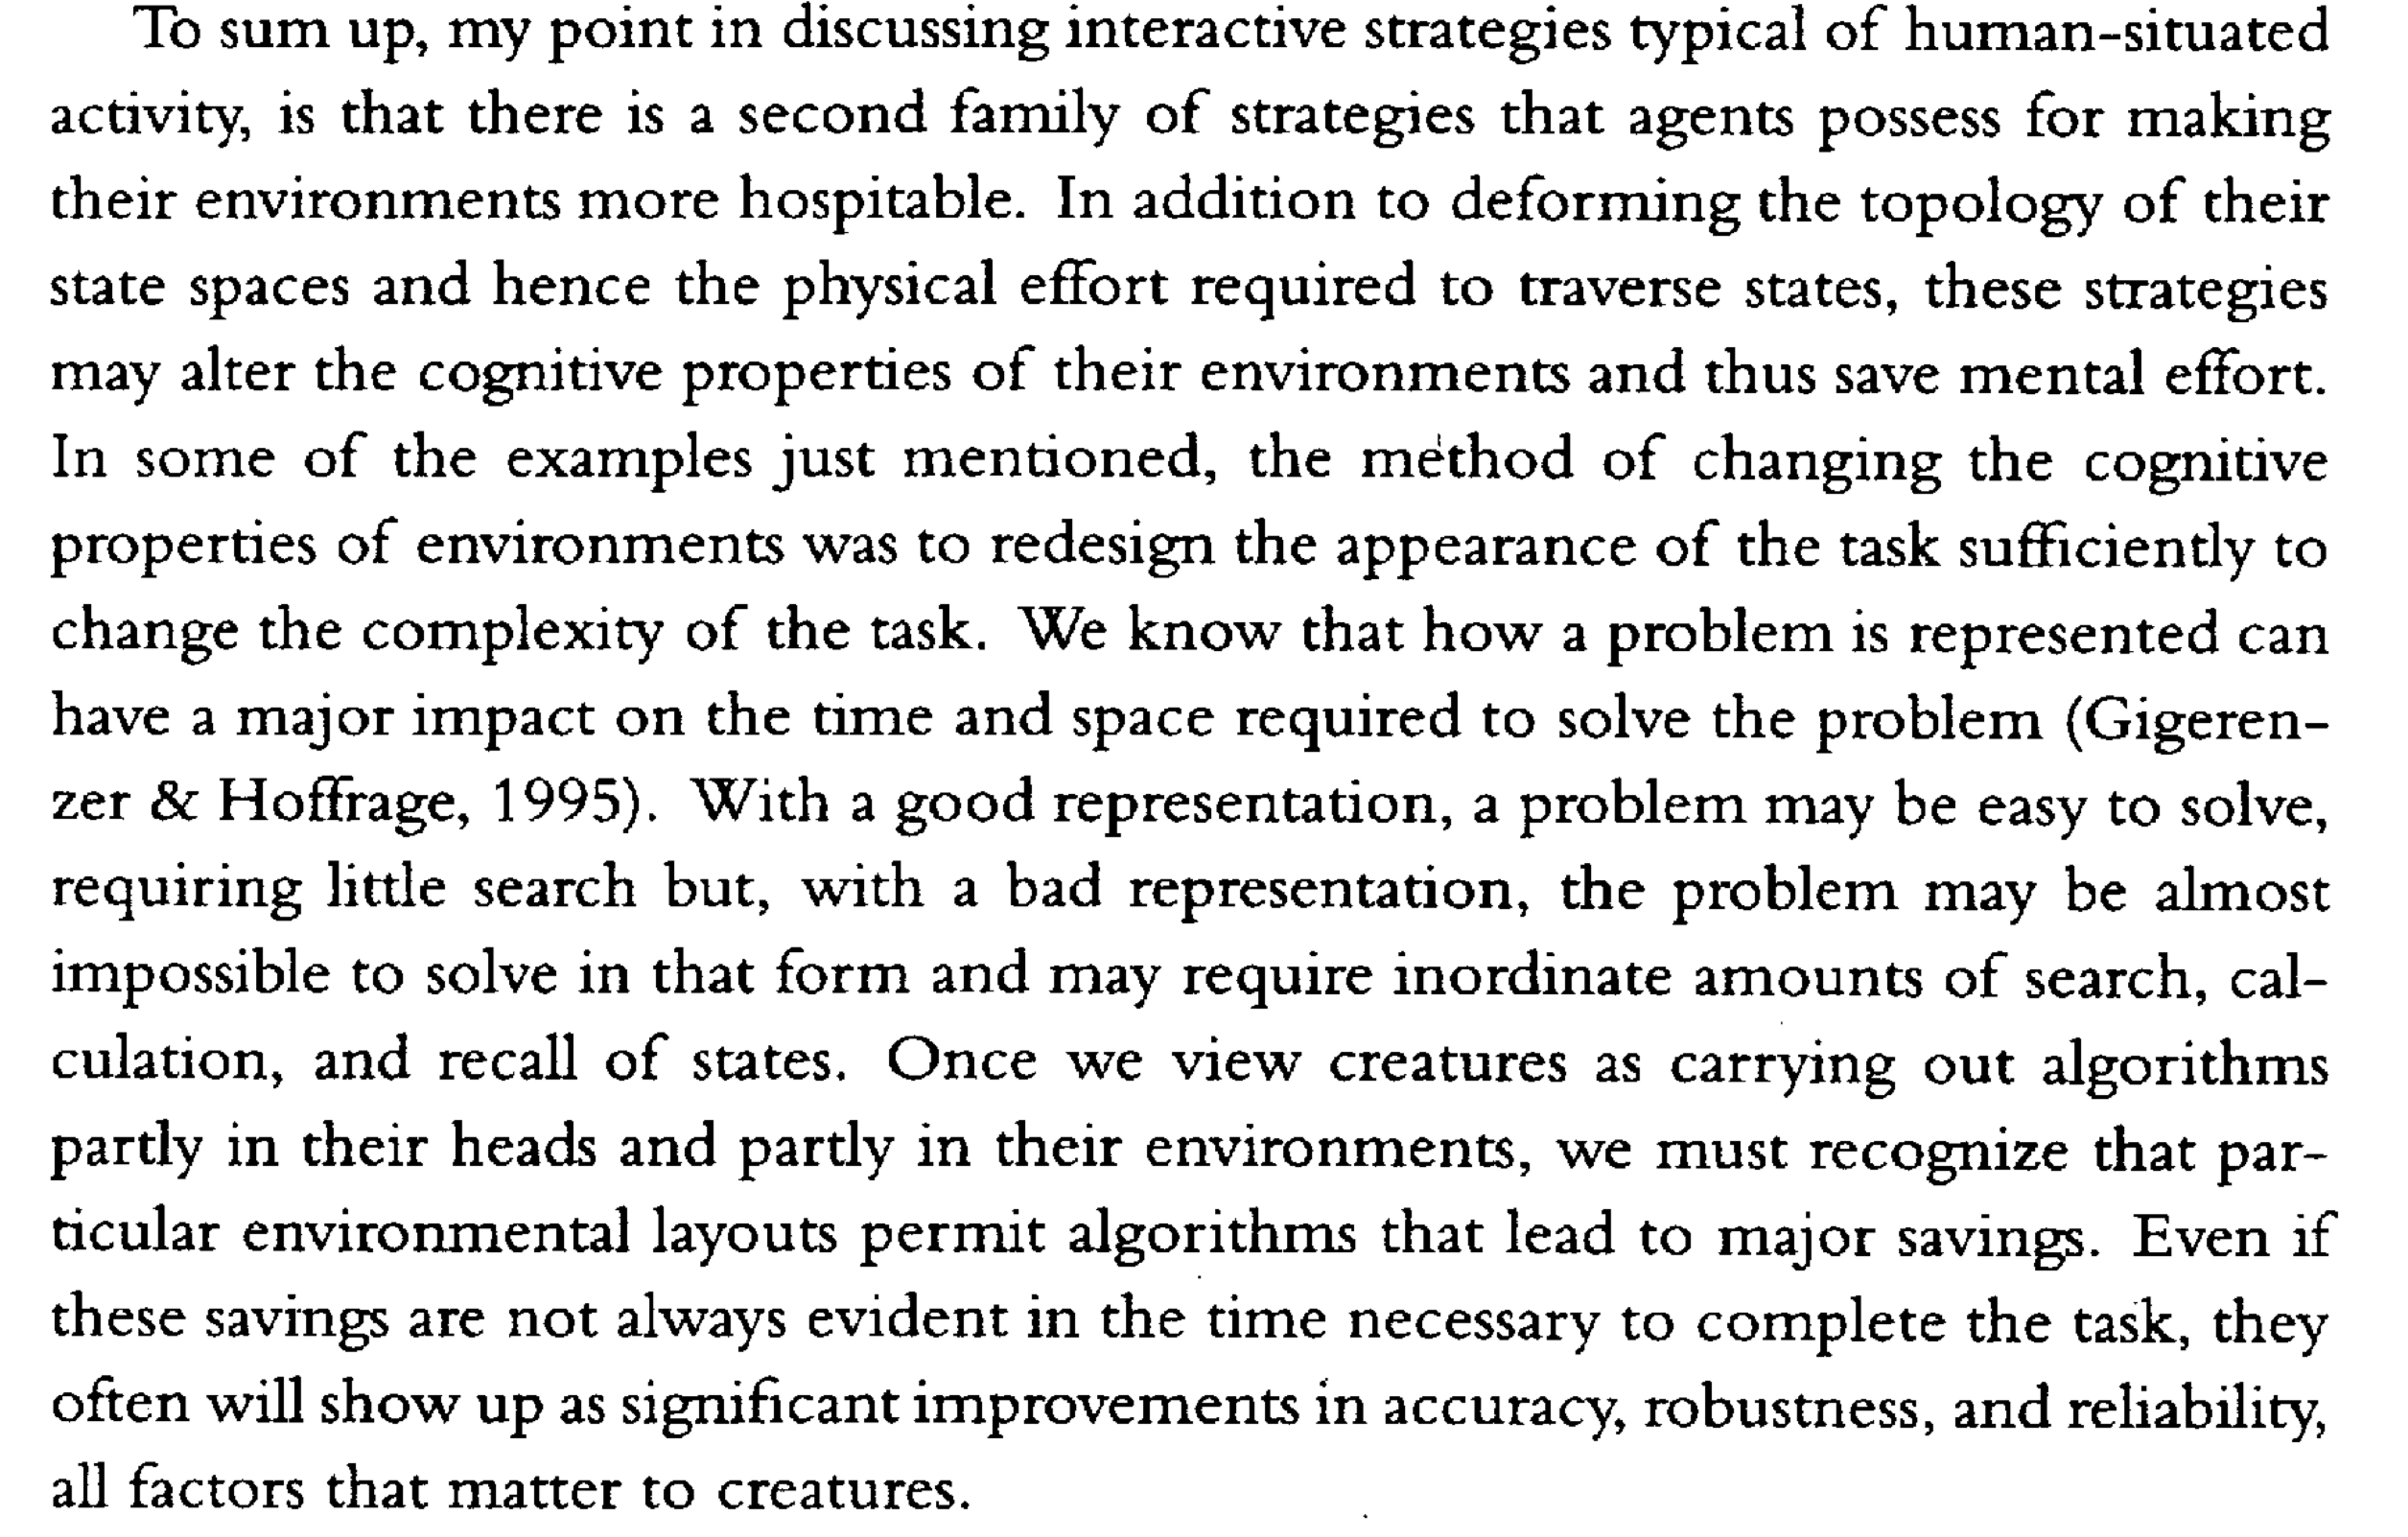 To sum up, my point in discussing interactive strategies typical of human-situated
activity, is that there is a second family of strategies that agents possess for making
their environments more hospitable. In addition to deforming the topology of their
state spaces and hence the physical effort required to traverse states, these strategies
may alter the cognitive properties of their environments and thus save mental effort.
In some of the examples just mentioned, the method of changing the cognitive
properties of environments was to redesign the appearance of the task sufficiently to
change the complexity of the task. We know that how a problem is represented can
have a major impact on the time and space required to solve the problem (Gigeren-
zer & Hoffrage, 1995). With a good representation, a problem may be easy to solve,
requiring little search but, with a bad representation, the problem may be almost
impossible to solve in that form and may require inordinate amounts of search, cal-
culation, and recall of states. Once we view creatures as carrying out algorithms
partly in their heads and partly in their environments, we must recognize that par-
ticular environmental layouts permit algorithms that lead to major savings. Even if
these savings are not always evident in the time necessary to complete the task, they
often will show up as significant improvements in accuracy, robustness, and reliability,
all factors that matter to creatures.